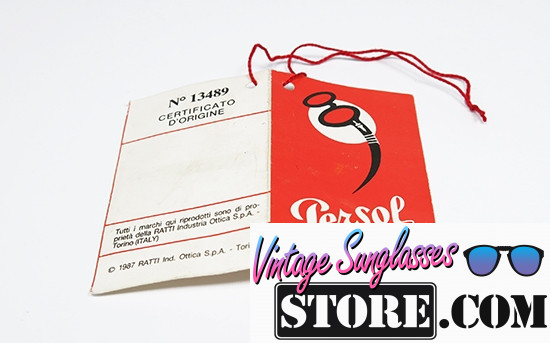 Nº 13489
CERTIFICATO
D'ORIGINE
Tutti i marchi qui riprodotti sono di pro-
prietà della RATTI Industria Ottica S.p.A. -
Torino (ITALY)
© 1987 RATTI Ind. Ottica S.p.A. - Tori
Persol
Vintage Sunglasses
STORE.COM